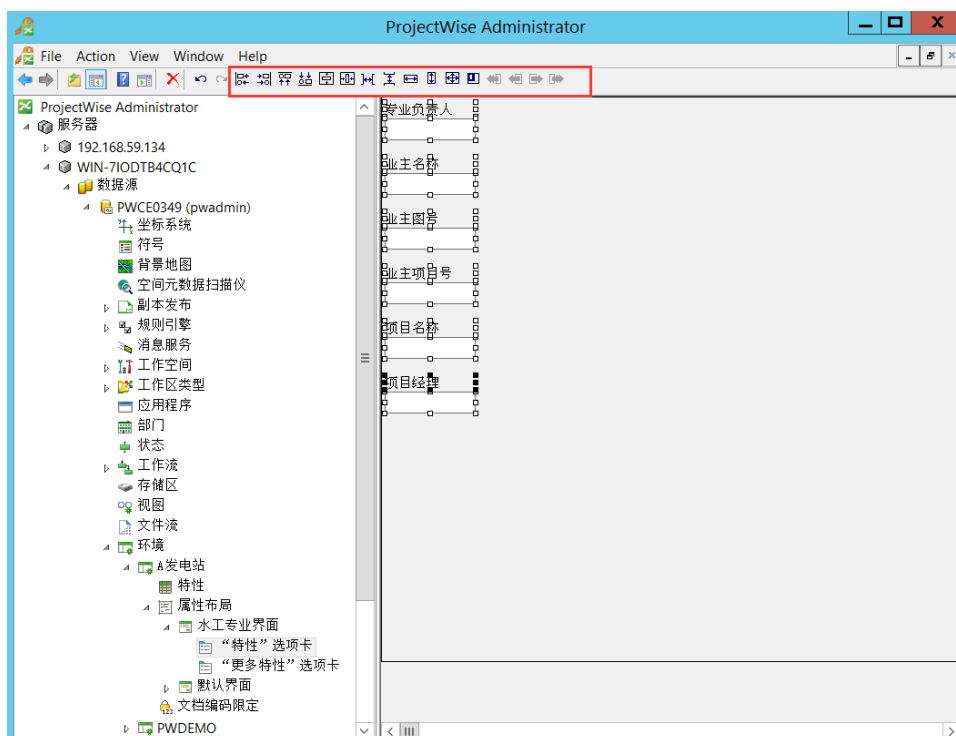 ProjectWise Administrator
File Action View Window Help
ProjectWise Administrator
服务器
192.168.59.134
WIN-7IODTB4CQ1C
数据源
PWCE0349 (pwadmin)
坐标系统
符号
背景地图
空间元数据扫描仪
副本发布
规则引擎
消息服务
工作空间
工作区类型
应用程序
部门
状态
工作流
存储区
视图
文件流
环境
A发电站
特性
属性布局
水工专业界面
“特性”选项卡
“更多特性”选项卡
默认界面
文档编码限定
PWDEMO
专业负责人
业主名称
业主图号
业主项目号
项目名称
项目经理